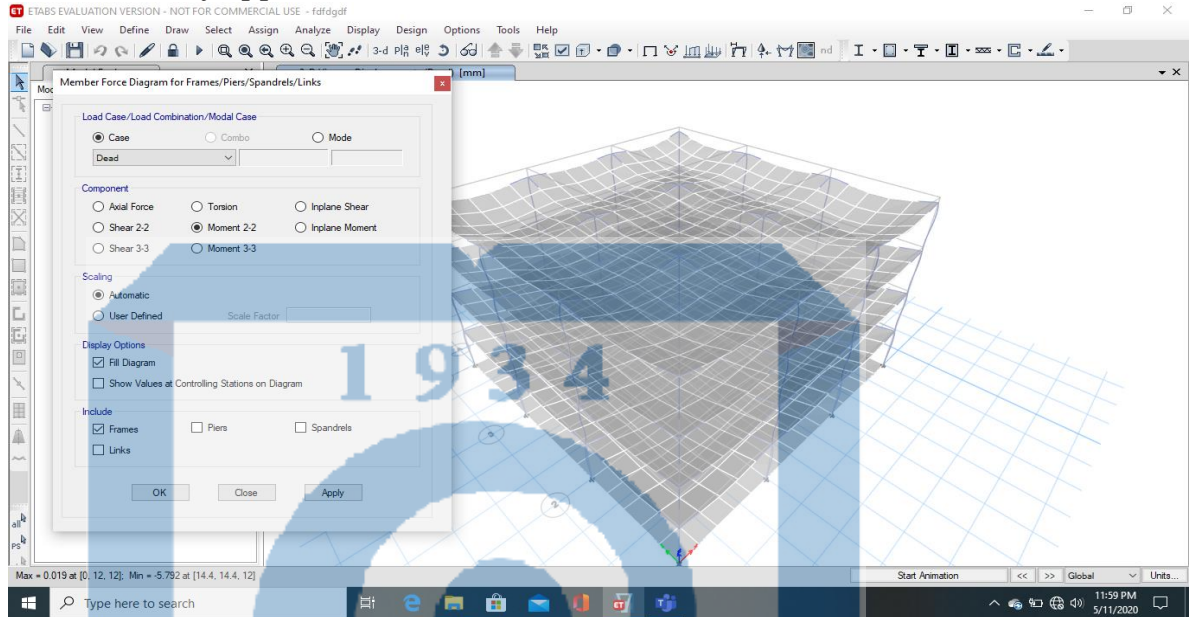 ETABS EVALUATION VERSION - NOT FOR COMMERCIAL USE - fdfdgdf
File Edit View Define Draw Select Assign Analyze Display Design Options Tools Help
3-d nd
[mm]
Member Force Diagram for Frames/Piers/Spandrels/Links
Load Case/Load Combination/Modal Case
Case Combo Mode
Dead
Component
Axial Force Torsion Inplane Shear
Shear 2-2 Moment 2-2 Inplane Moment
Shear 3-3 Moment 3-3
Scaling
Automatic
User Defined Scale Factor
Display Options
Fill Diagram
Show Values at Controlling Stations on Diagram
Include
Frames Piers Spandrels
Links
OK Close Apply
1 9 3 4
all
PS
Max = 0.019 at [0, 12, 12]; Min = -5.792 at [14.4, 14.4, 12]
Start Animation << >> Global Units...
Type here to search
11:59 PM
5/11/2020